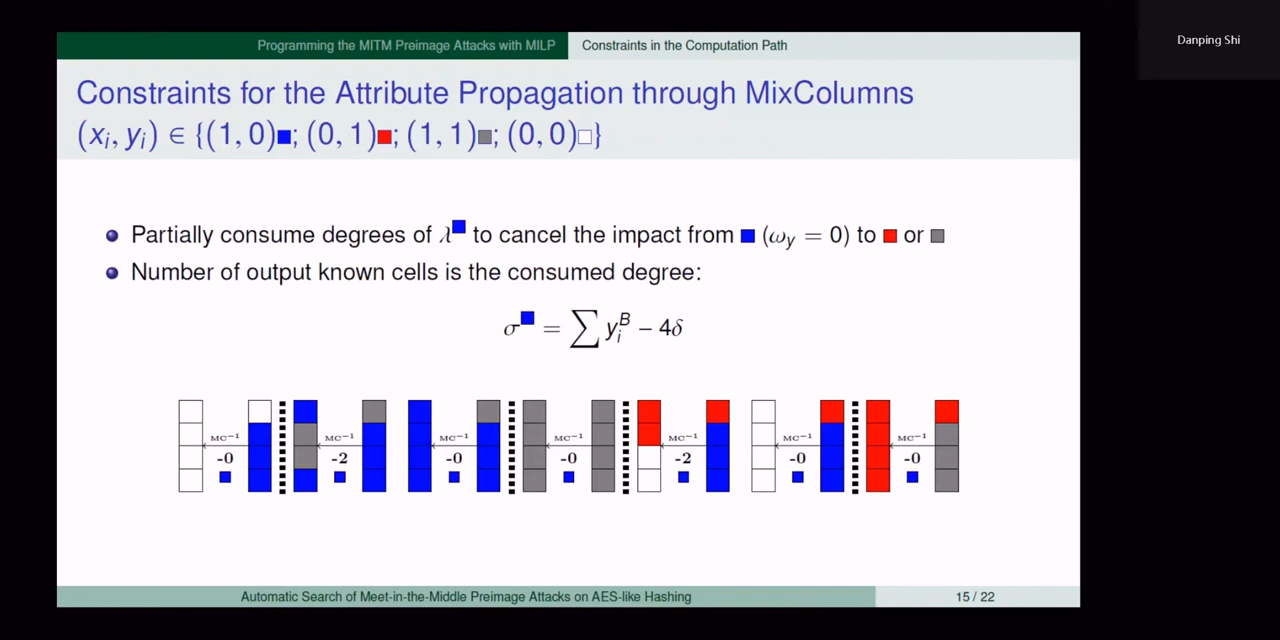 Danping Shi
Programming the MITM Preimage Attacks with MILP
Constraints in the Computation Path
Constraints for the Attribute Propagation through MixColumns
(xᵢ, yᵢ) ∈ {(1, 0)■; (0, 1)■; (1, 1)■; (0, 0)□}
Partially consume degrees of λ■ to cancel the impact from ■ (ω_y = 0) to ■ or ■
Number of output known cells is the consumed degree:
σ■ = ∑ yᵢᴮ − 4δ
MC⁻¹ MC⁻¹ MC⁻¹ MC⁻¹ MC⁻¹ MC⁻¹ MC⁻¹
-0 -2 -0 -0 -2 -0 -0
Automatic Search of Meet-in-the-Middle Preimage Attacks on AES-like Hashing
15 / 22